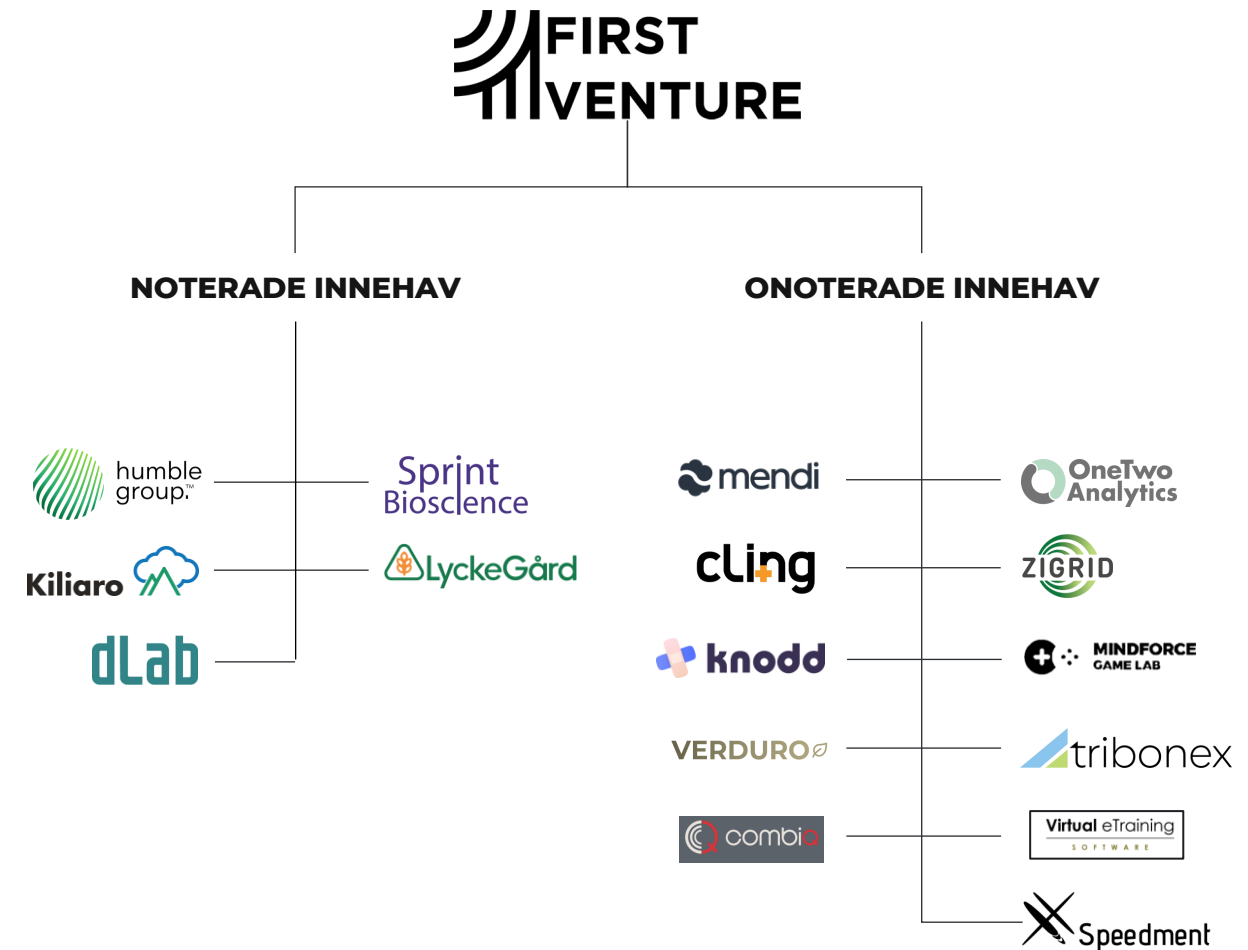 FIRST
VENTURE
NOTERADE INNEHAV
ONOTERADE INNEHAV
humble
group.™
Sprint
Bioscience
Kiliaro
LyckeGård
dLab
mendi
OneTwo
Analytics
cling
ZIGRID
knodd
MINDFORCE
GAME LAB
VERDURO
tribonex
combiQ
Virtual eTraining
SOFTWARE
Speedment